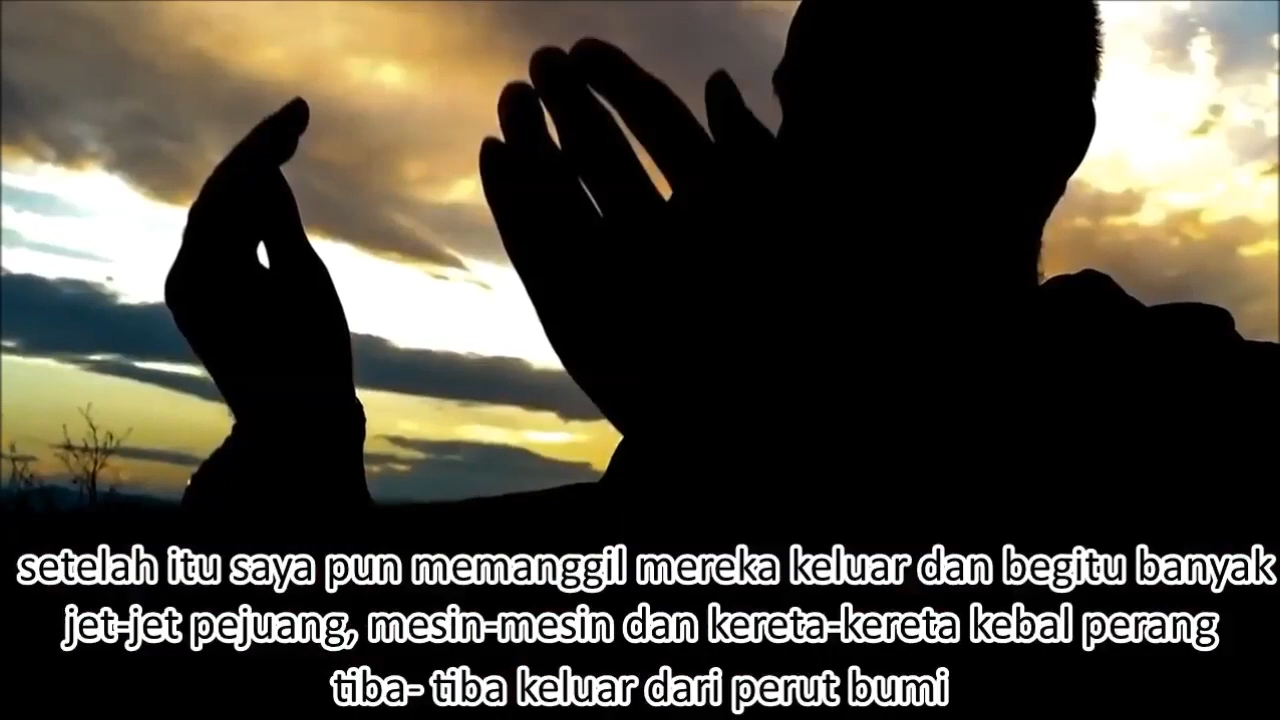 setelah itu saya pun memanggil mereka keluar dan begitu banyak
jet-jet pejuang, mesin-mesin dan kereta-kereta kebal perang
tiba- tiba keluar dari perut bumi